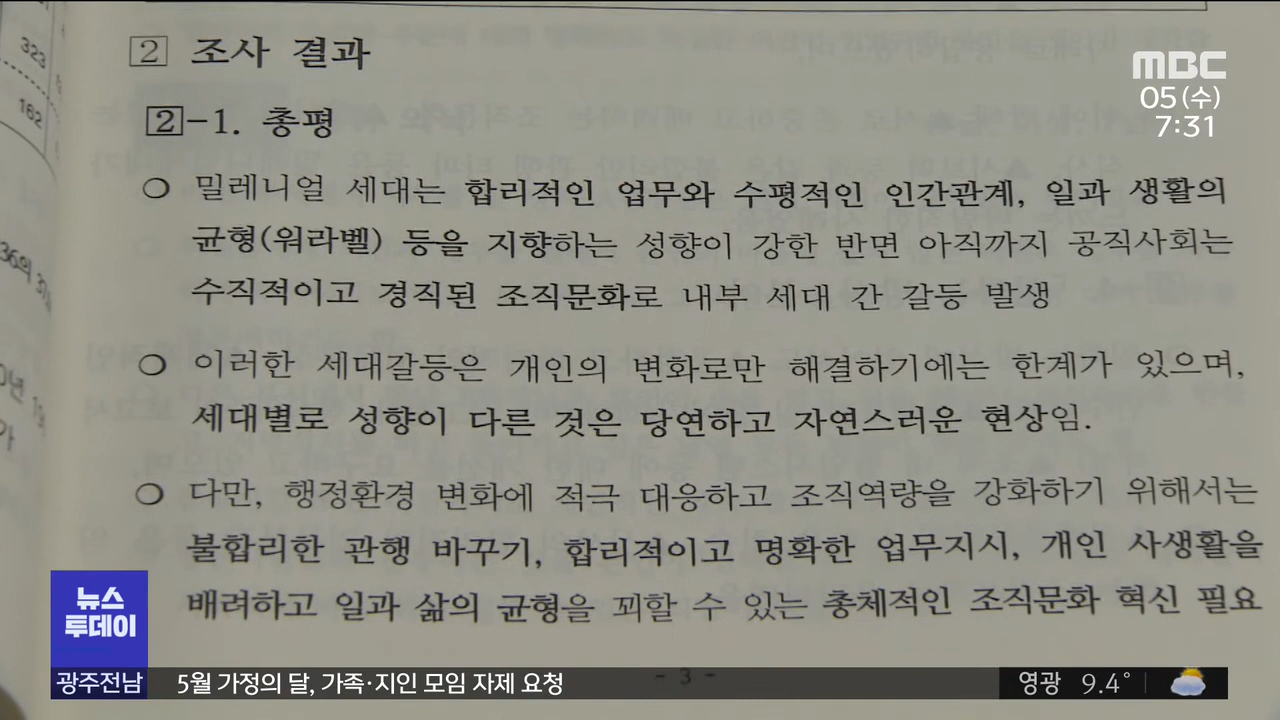 323
162
② 조사 결과
②-1. 총평
○ 밀레니얼 세대는 합리적인 업무와 수평적인 인간관계, 일과 생활의
균형(워라벨) 등을 지향하는 성향이 강한 반면 아직까지 공직사회는
수직적이고 경직된 조직문화로 내부 세대 간 갈등 발생
○ 이러한 세대갈등은 개인의 변화로만 해결하기에는 한계가 있으며,
세대별로 성향이 다른 것은 당연하고 자연스러운 현상임.
○ 다만, 행정환경 변화에 적극 대응하고 조직역량을 강화하기 위해서는
불합리한 관행 바꾸기, 합리적이고 명확한 업무지시, 개인 사생활을
배려하고 일과 삶의 균형을 꾀할 수 있는 총체적인 조직문화 혁신 필요
- 3 -
MBC
05(수)
7:31
뉴스
투데이
광주전남 5월 가정의 달, 가족·지인 모임 자제 요청
영광 9.4°